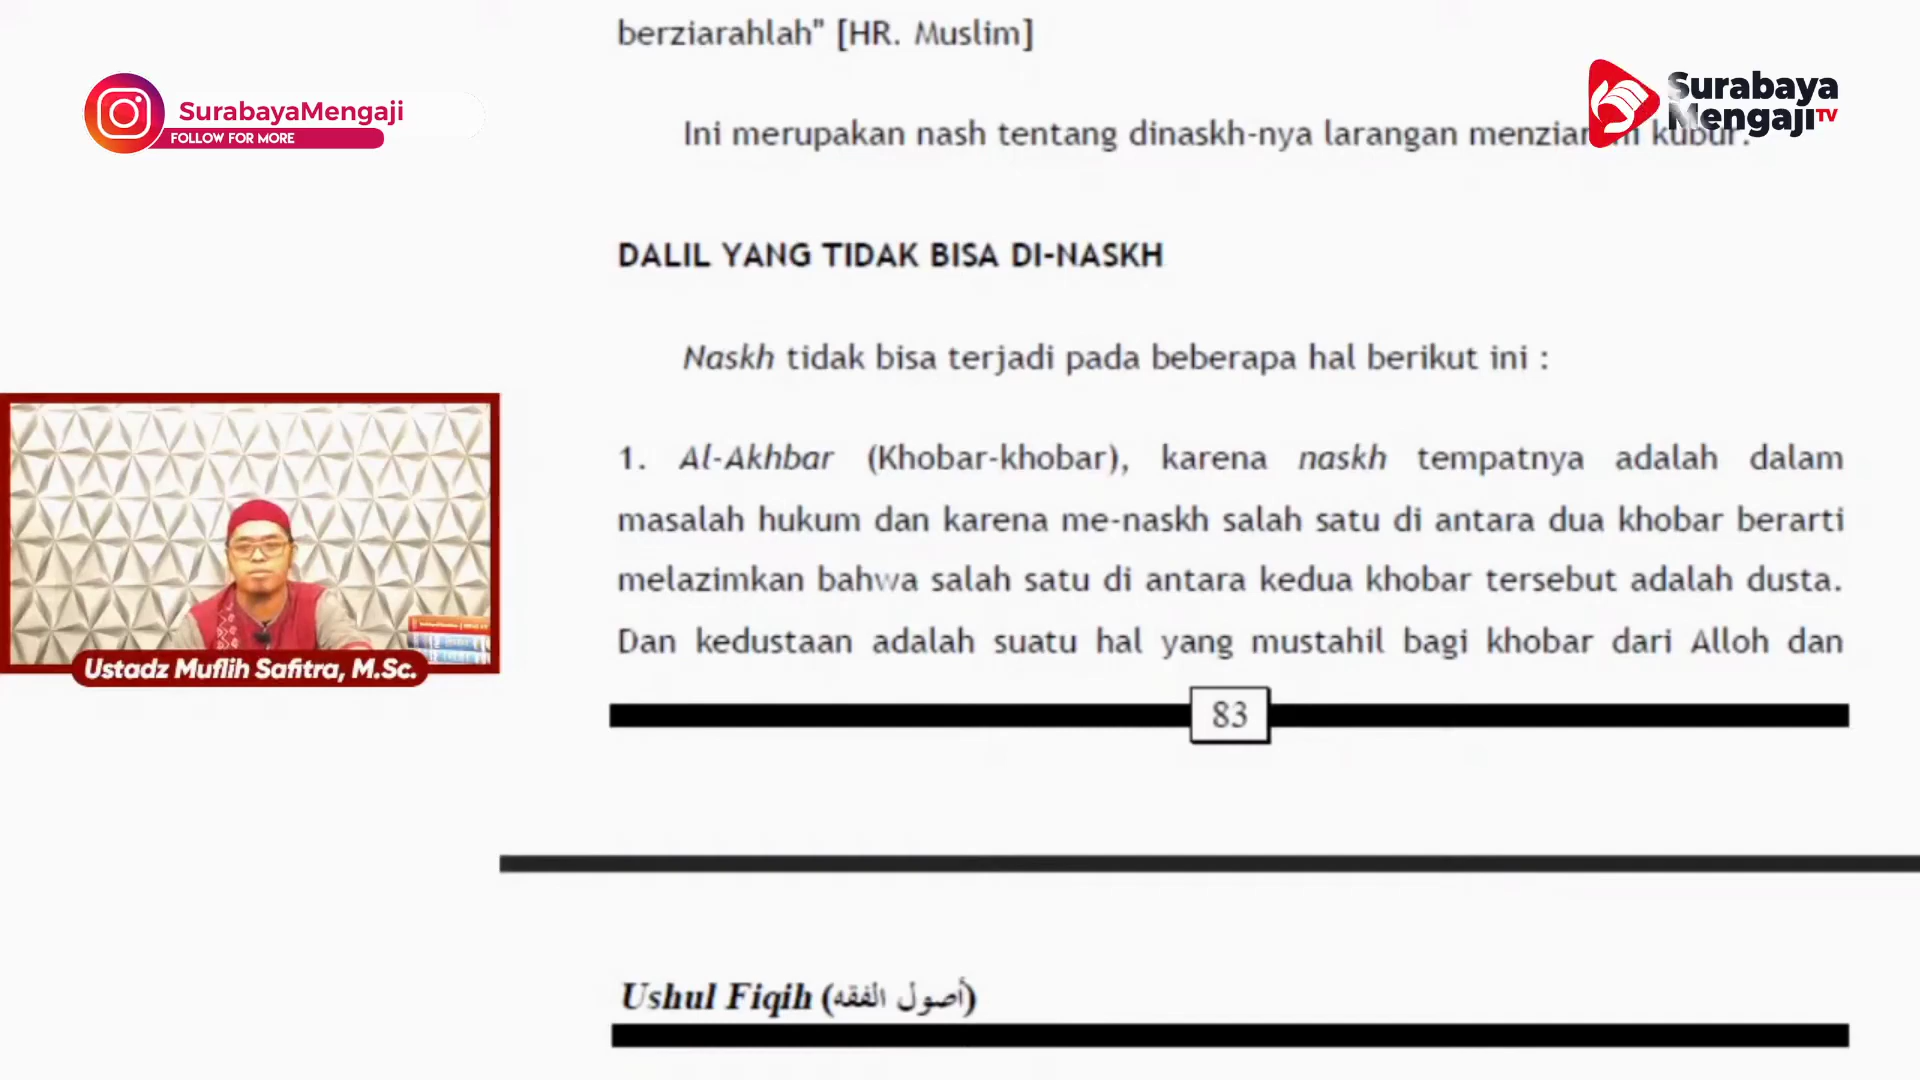 berziarahlah" [HR. Muslim]
SurabayaMengaji
FOLLOW FOR MORE
Surabaya
MengajiTV
Ini merupakan nash tentang dinaskh-nya larangan menziarahi kubur.
DALIL YANG TIDAK BISA DI-NASKH
Naskh tidak bisa terjadi pada beberapa hal berikut ini :
1. Al-Akhbar (Khobar-khobar), karena naskh tempatnya adalah dalam
masalah hukum dan karena me-naskh salah satu di antara dua khobar berarti
melazimkan bahwa salah satu di antara kedua khobar tersebut adalah dusta.
Dan kedustaan adalah suatu hal yang mustahil bagi khobar dari Alloh dan
Ustadz Muflih Safitra, M.Sc.
83
Ushul Fiqih (أصول الفقه)